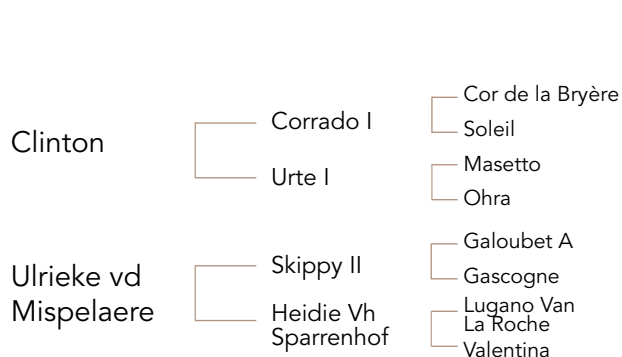 Clinton
Corrado I
Urte I
Cor de la Bryère
Soleil
Masetto
Ohra
Ulrieke vd
Mispelaere
Skippy II
Heidie Vh
Sparrenhof
Galoubet A
Gascogne
Lugano Van
La Roche
Valentina